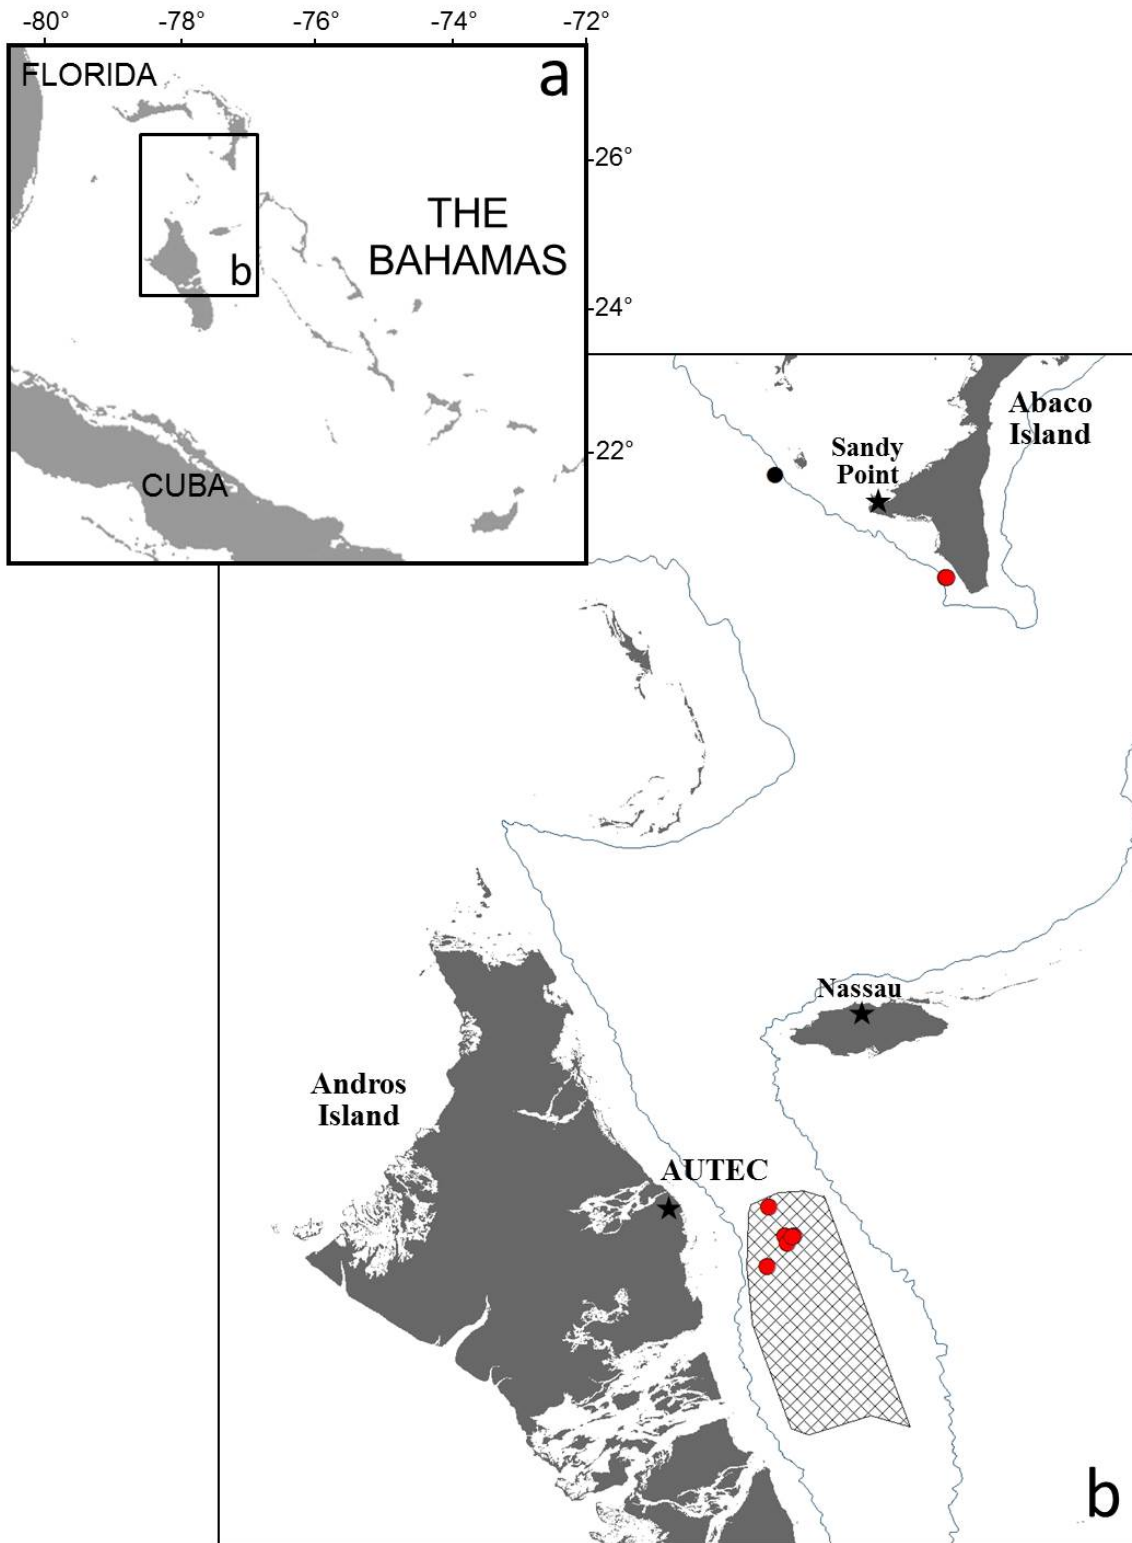 -80° -78° -76° -74° -72°
FLORIDA
a
-26°
THE
BAHAMAS
b
-24°
-22°
CUBA
Abaco
Island
Sandy
Point
Nassau
Andros
Island
AUTEC
b